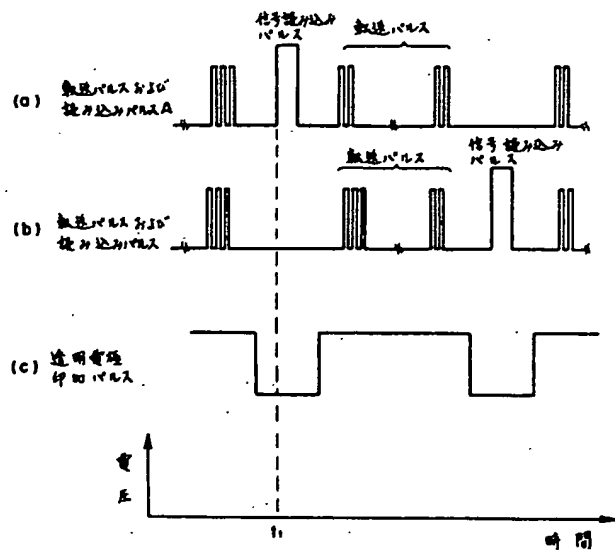 信号読み込み
パルス
転送パルス
(a) 転送パルスおよび
読み込みパルスA
信号読み込み
パルス
転送パルス
(b) 転送パルスおよび
読み込みパルス
(c) 透明電極
印加パルス
電
圧
t₁
時間